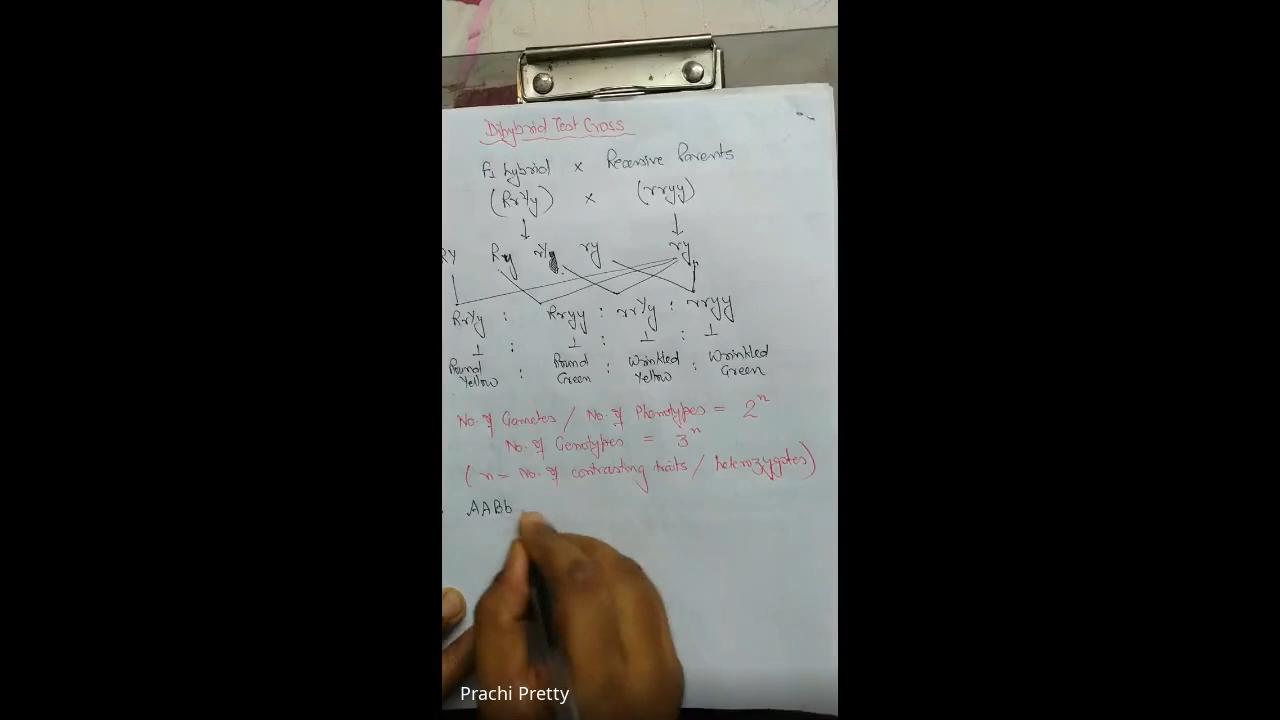 Dihybrid Test Cross
F1 hybrid × Recessive Parents
(RrYy) × (rryy)
RY Ry rY ry ry
RrYy : Rryy : rrYy : rryy
1 : 1 : 1 : 1
Round Yellow : Round Green : Wrinkled Yellow : Wrinkled Green
No. of Gametes / No. of Phenotypes = 2ⁿ
No. of Genotypes = 3ⁿ
(n = No. of contrasting traits / heterozygotes)
AABb
Prachi Pretty